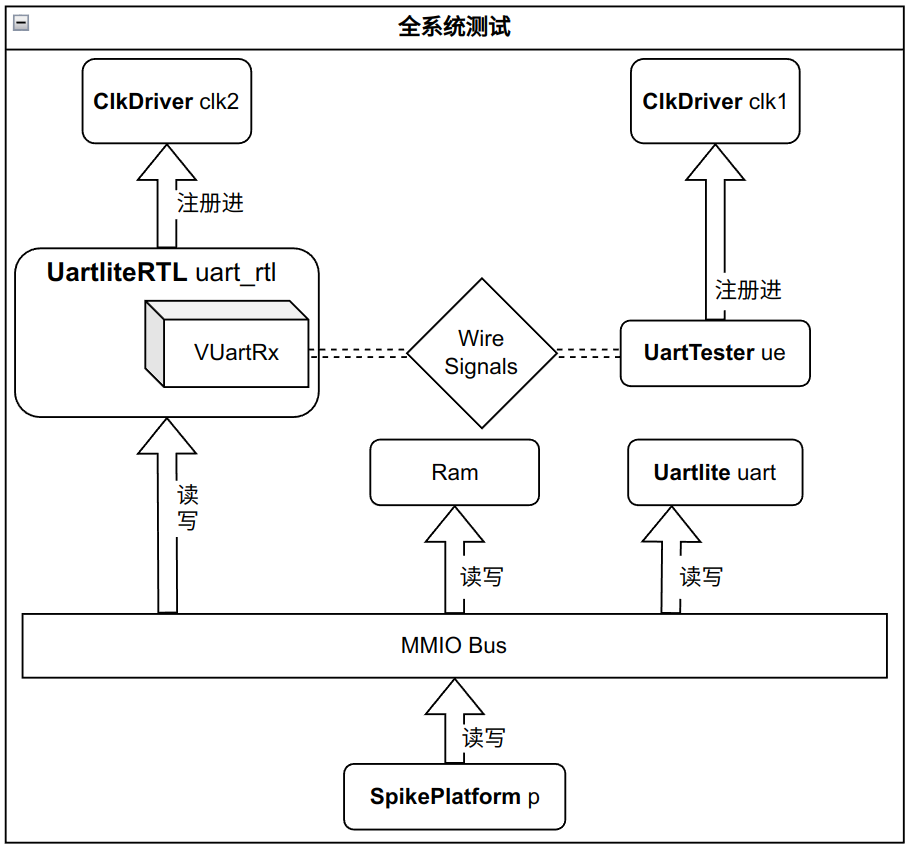 全系统测试
ClkDriver clk2
ClkDriver clk1
注册进
UartliteRTL uart_rtl
注册进
VUartRx
Wire
Signals
UartTester ue
Ram
Uartlite uart
读
写
读写
读写
MMIO Bus
读写
SpikePlatform p